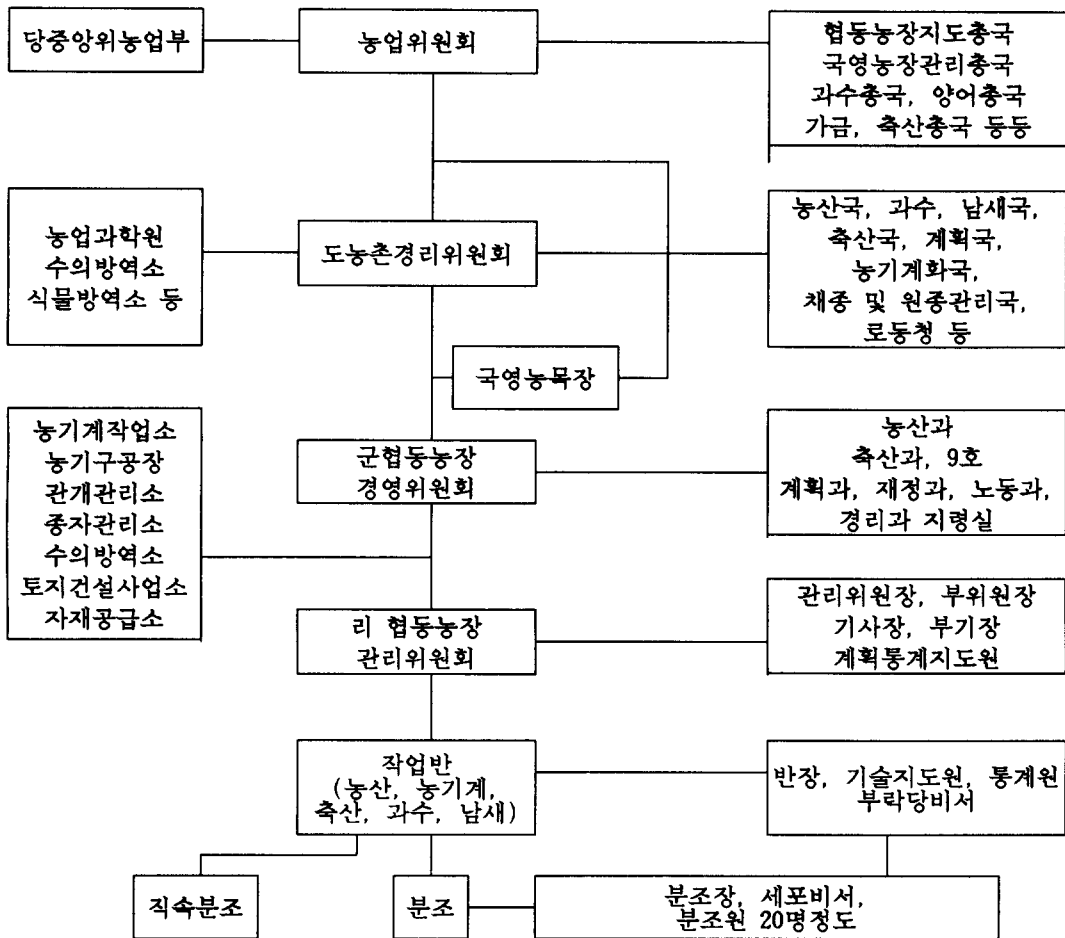 당중앙위농업부
농업위원회
협동농장지도총국
국영농장관리총국
과수총국, 양어총국
가금, 축산총국 등등
농업과학원
수의방역소
식물방역소 등
도농촌경리위원회
농산국, 과수, 남새국,
축산국, 계획국,
농기계화국,
채종 및 원종관리국,
로동청 등
국영농목장
농기계작업소
농기구공장
관개관리소
종자관리소
수의방역소
토지건설사업소
자재공급소
군협동농장
경영위원회
농산과
축산과, 9호
계획과, 재정과, 노동과,
경리과 지령실
리 협동농장
관리위원회
관리위원장, 부위원장
기사장, 부기장
계획통계지도원
작업반
(농산, 농기계,
축산, 과수, 남새)
반장, 기술지도원, 통계원
부락당비서
직속분조
분조
분조장, 세포비서,
분조원 20명정도